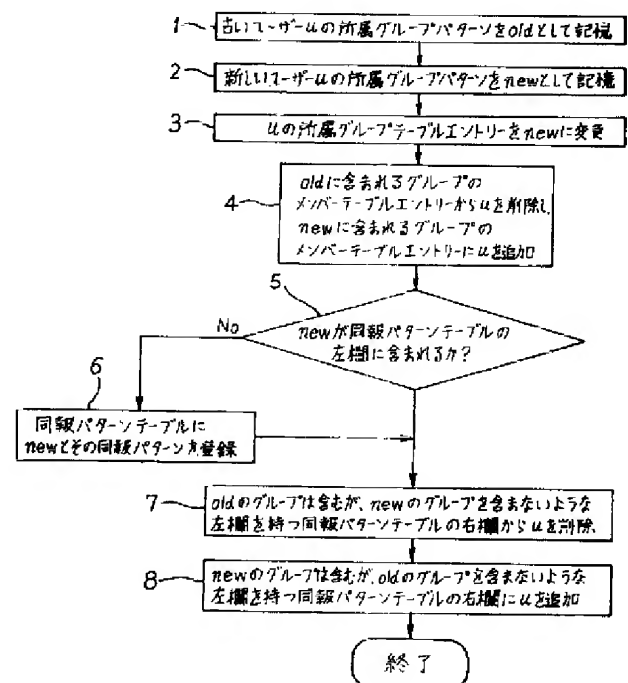 1
古いユーザーuの所属グループパターンをoldとして記憶
2
新しいユーザーuの所属グループパターンをnewとして記憶
3
uの所属グループテーブルエントリーをnewに変更
4
oldに含まれるグループの
メンバーテーブルエントリーからuを削除し、
newに含まれるグループの
メンバーテーブルエントリーにuを追加
5
newが同報パターンテーブルの
左欄に含まれるか?
No
6
同報パターンテーブルに
newとその同報パターンを登録
7
oldのグループは含むが、newのグループを含まないような
左欄を持つ同報パターンテーブルの右欄からuを削除
8
newのグループは含むが、oldのグループを含まないような
左欄を持つ同報パターンテーブルの右欄にuを追加
終了